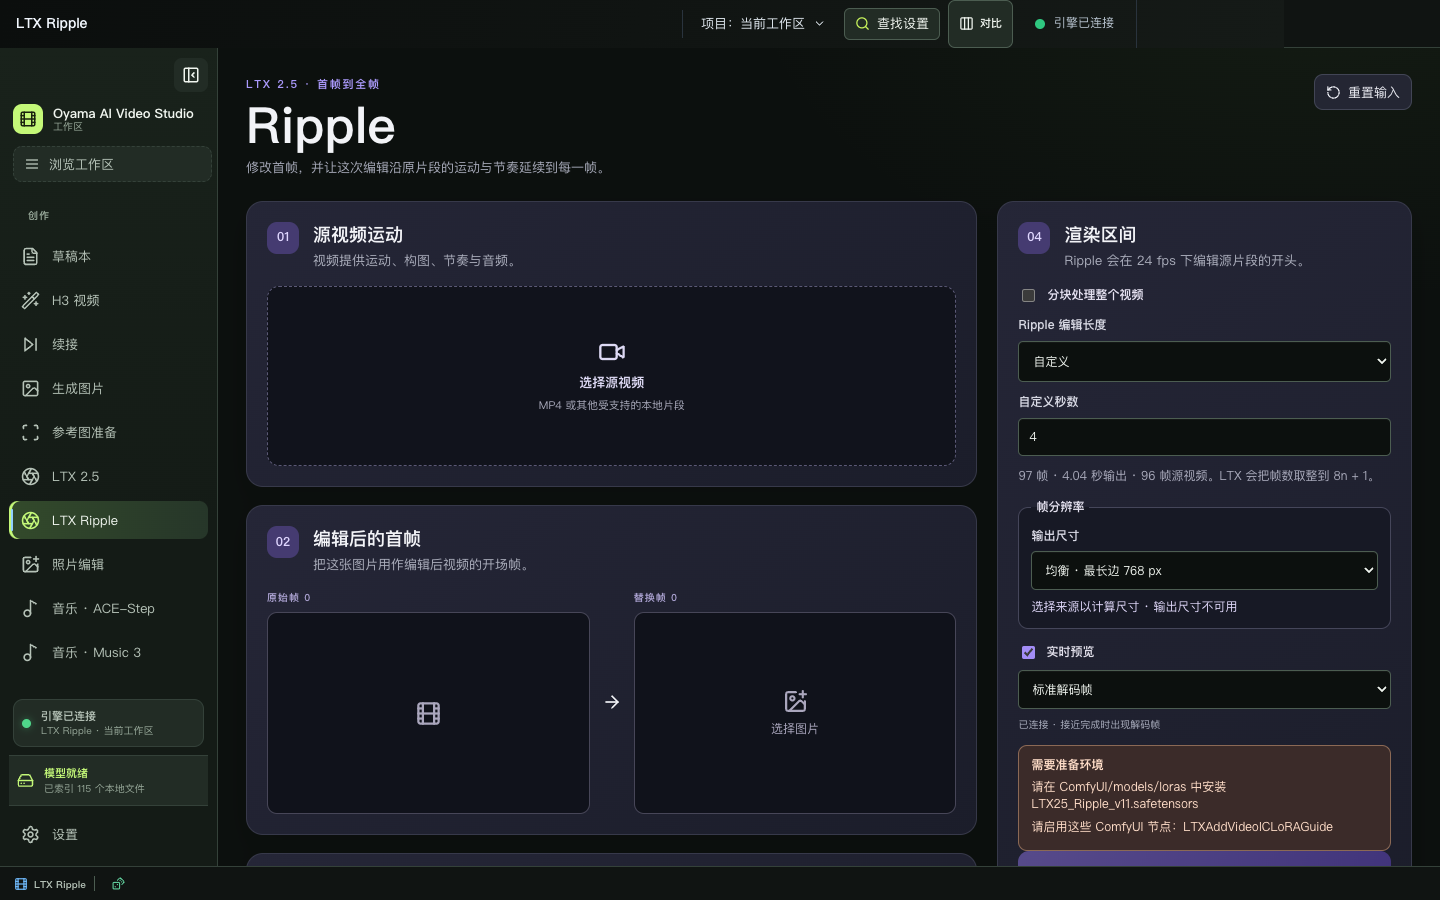 LTX Ripple
项目：当前工作区
查找设置
对比
引擎已连接
Oyama AI Video Studio
工作区
浏览工作区
创作
草稿本
H3 视频
续接
生成图片
参考图准备
LTX 2.5
LTX Ripple
照片编辑
音乐 · ACE-Step
音乐 · Music 3
引擎已连接
LTX Ripple · 当前工作区
模型就绪
已索引 115 个本地文件
设置
LTX 2.5 · 首帧到全帧
Ripple
修改首帧，并让这次编辑沿原片段的运动与节奏延续到每一帧。
重置输入
01
源视频运动
视频提供运动、构图、节奏与音频。
选择源视频
MP4 或其他受支持的本地片段
02
编辑后的首帧
把这张图片用作编辑后视频的开场帧。
原始帧 0
替换帧 0
选择图片
04
渲染区间
Ripple 会在 24 fps 下编辑源片段的开头。
分块处理整个视频
Ripple 编辑长度
自定义
自定义秒数
4
97 帧 · 4.04 秒输出 · 96 帧源视频。LTX 会把帧数取整到 8n + 1。
帧分辨率
输出尺寸
均衡 · 最长边 768 px
选择来源以计算尺寸 · 输出尺寸不可用
实时预览
标准解码帧
已连接 · 接近完成时出现解码帧
需要准备环境
请在 ComfyUI/models/loras 中安装
LTX25_Ripple_v11.safetensors
请启用这些 ComfyUI 节点：LTXAddVideoICLoRAGuide
LTX Ripple